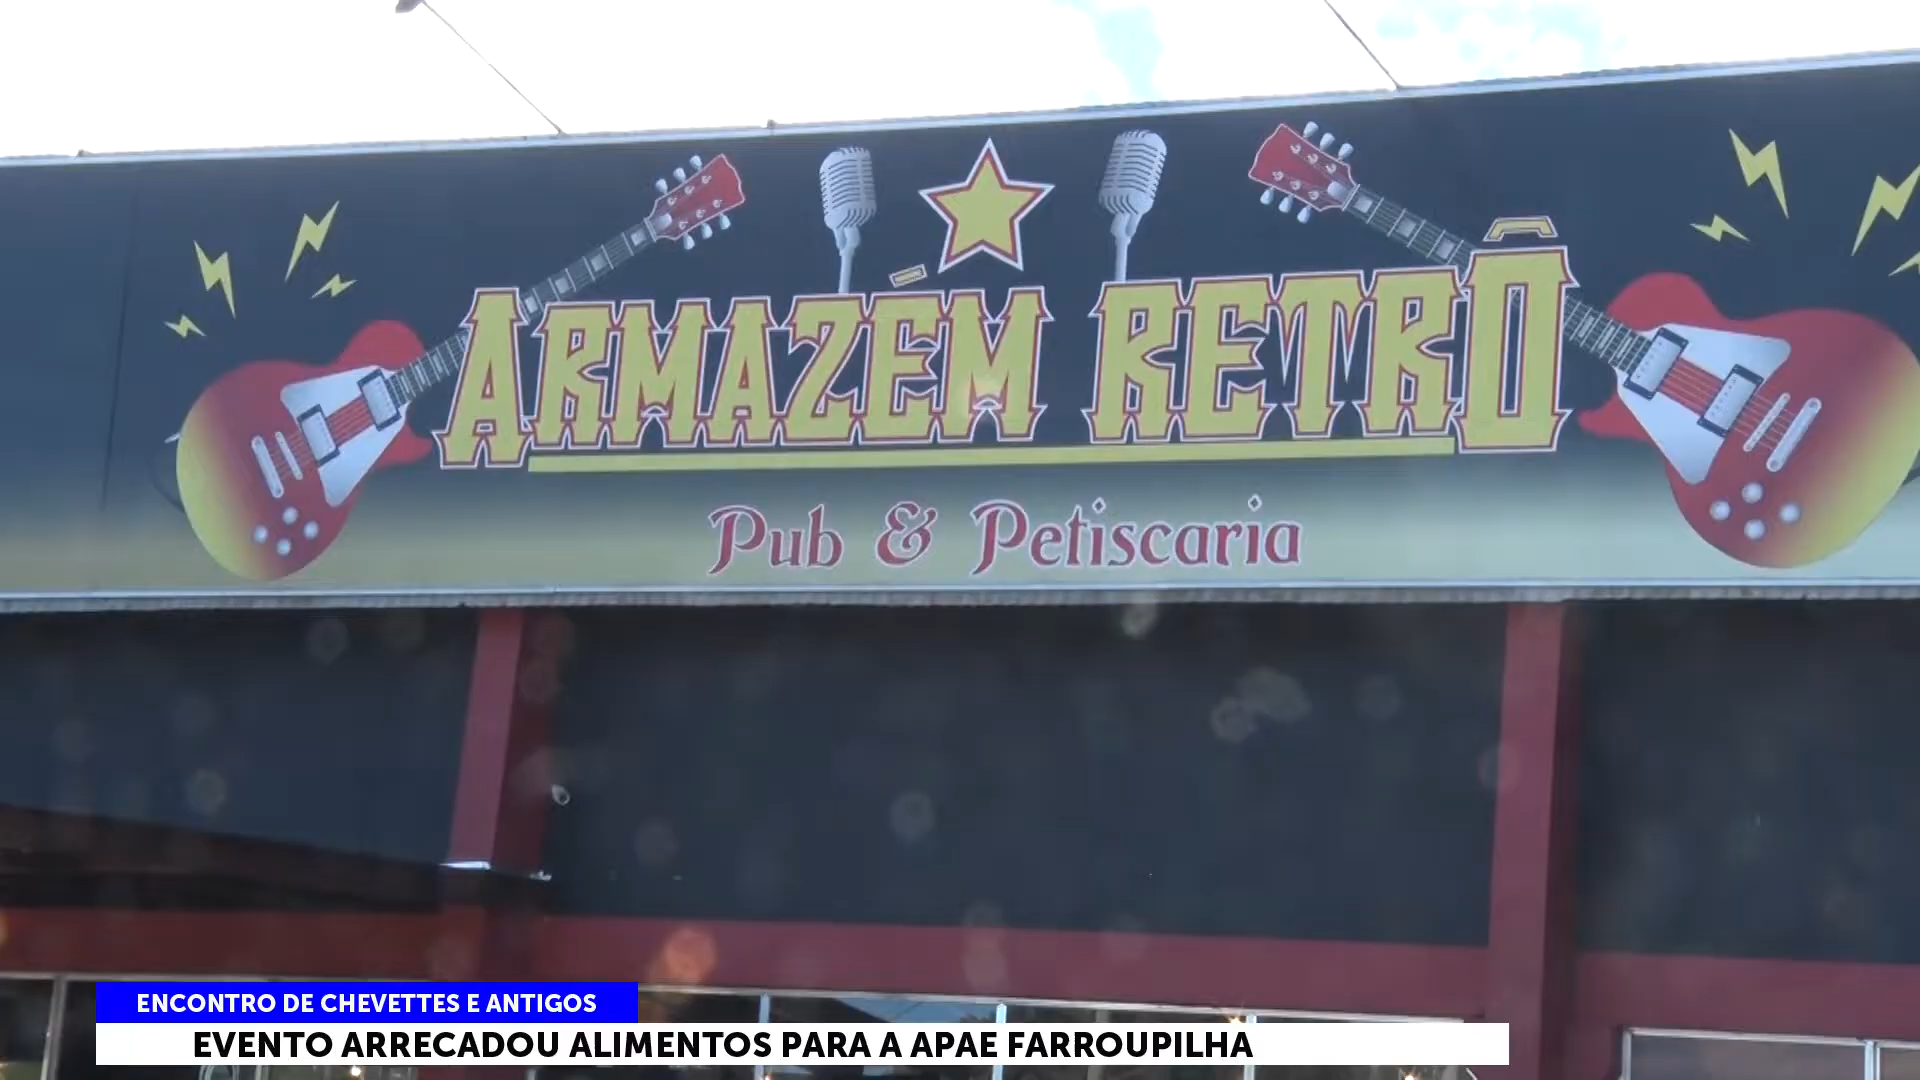 ARMAZÉM RETRÔ
Pub & Petiscaria
ENCONTRO DE CHEVETTES E ANTIGOS
EVENTO ARRECADOU ALIMENTOS PARA A APAE FARROUPILHA